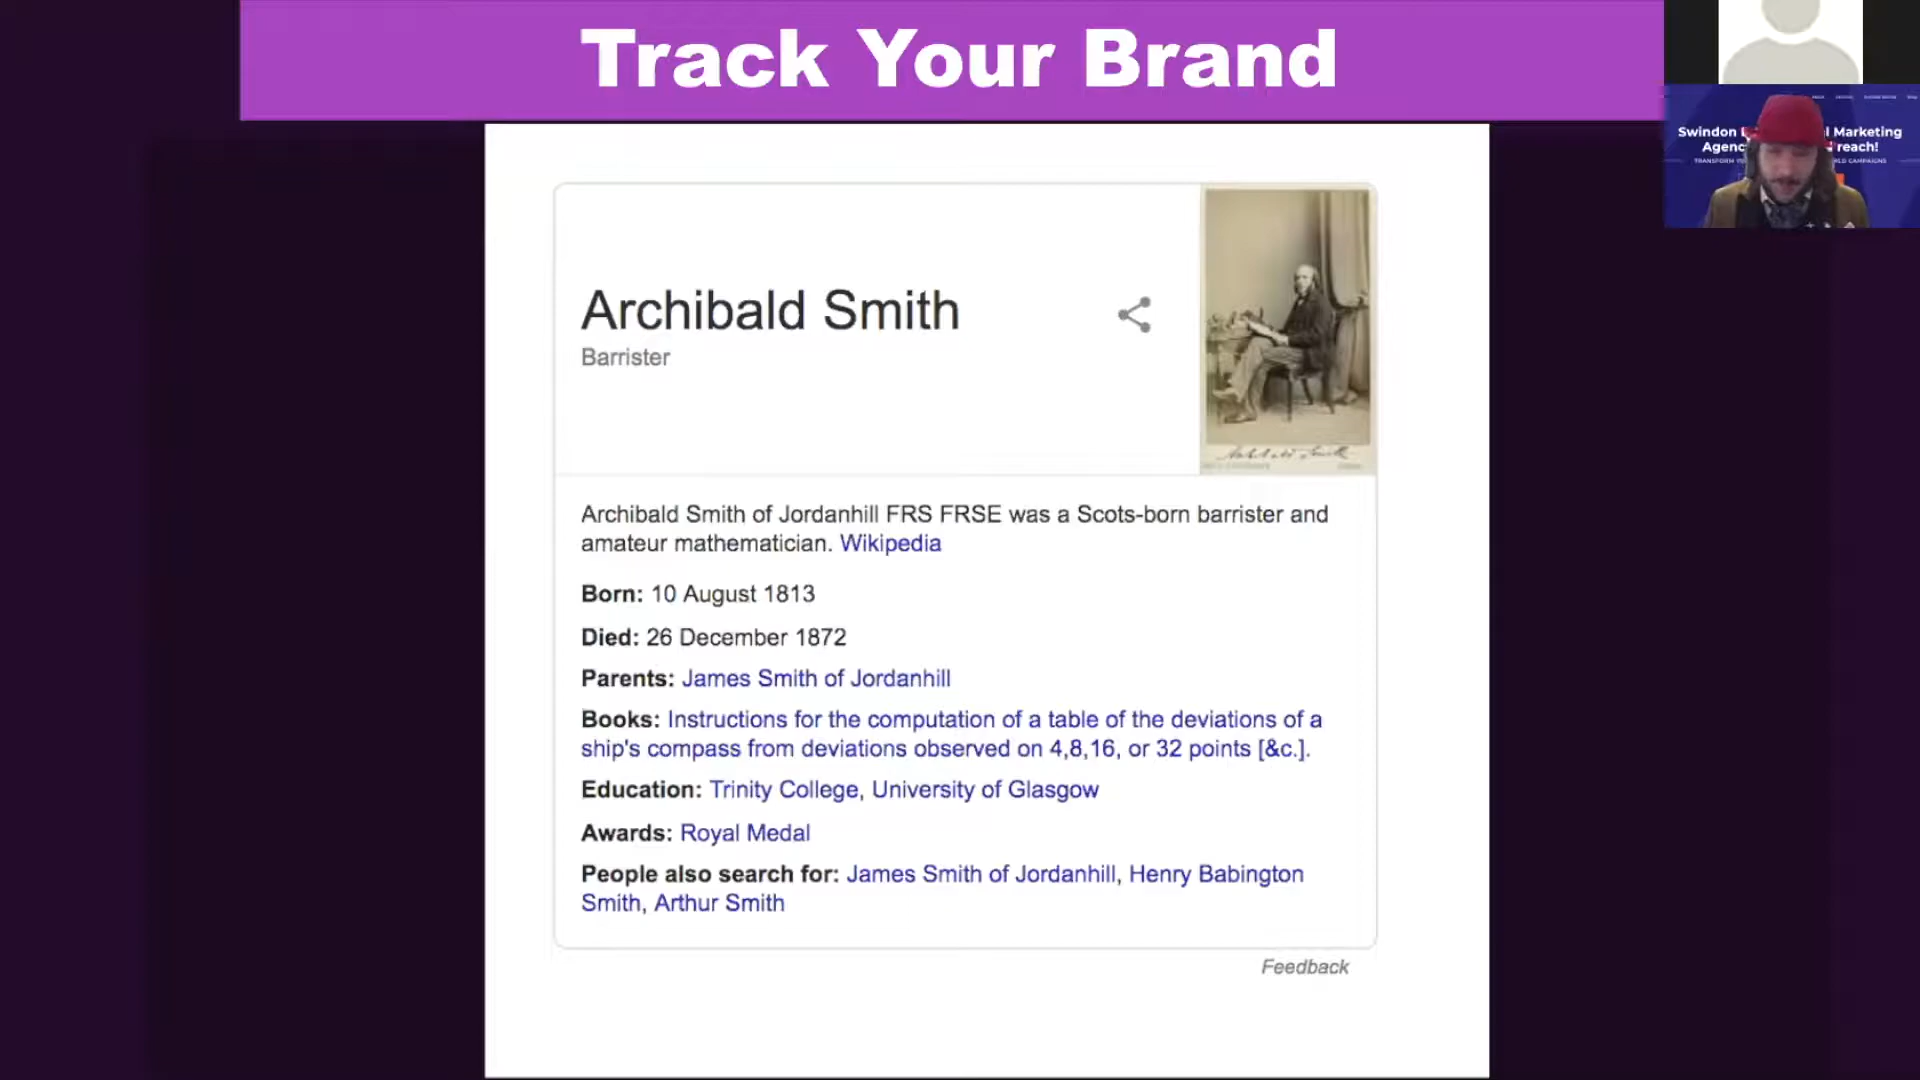 Track Your Brand
Swindon l Marketing
Agenc reach!
Archibald Smith
Barrister
Archibald Smith
Archibald Smith of Jordanhill FRS FRSE was a Scots-born barrister and
amateur mathematician. Wikipedia
Born: 10 August 1813
Died: 26 December 1872
Parents: James Smith of Jordanhill
Books: Instructions for the computation of a table of the deviations of a
ship's compass from deviations observed on 4,8,16, or 32 points [&c.].
Education: Trinity College, University of Glasgow
Awards: Royal Medal
People also search for: James Smith of Jordanhill, Henry Babington
Smith, Arthur Smith
Feedback